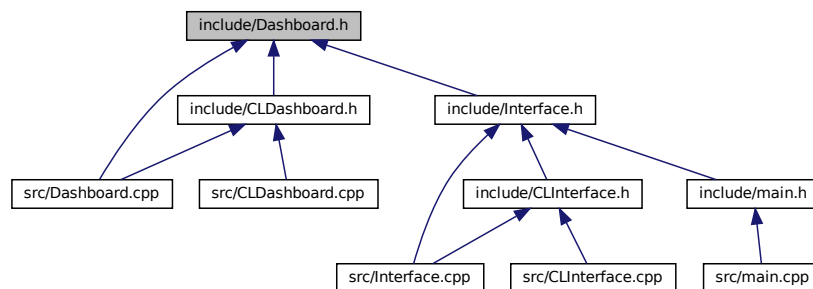 include/Dashboard.h
include/CLDashboard.h
include/Interface.h
src/Dashboard.cpp
src/CLDashboard.cpp
include/CLInterface.h
include/main.h
src/Interface.cpp
src/CLInterface.cpp
src/main.cpp